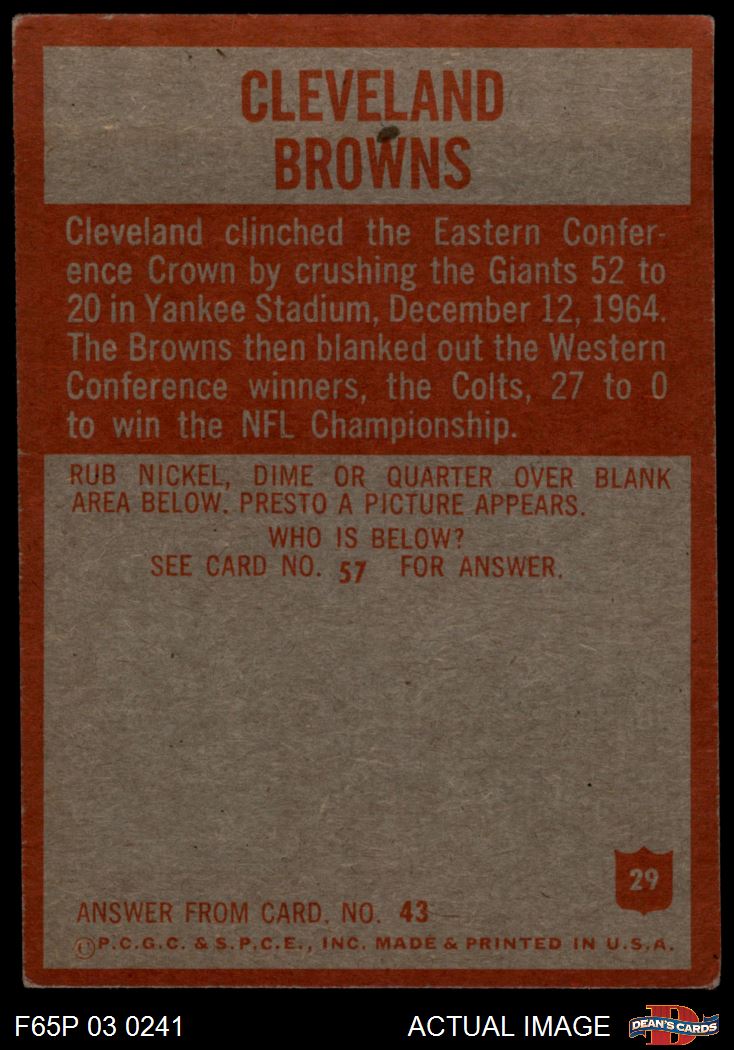 CLEVELAND
BROWNS
Cleveland clinched the Eastern Confer-
ence Crown by crushing the Giants 52 to
20 in Yankee Stadium, December 12, 1964.
The Browns then blanked out the Western
Conference winners, the Colts, 27 to 0
to win the NFL Championship.
RUB NICKEL, DIME OR QUARTER OVER BLANK
AREA BELOW. PRESTO A PICTURE APPEARS.
WHO IS BELOW?
SEE CARD NO. 57 FOR ANSWER.
29
ANSWER FROM CARD. NO. 43
P.C.G.C. & S.P.C.E., INC. MADE & PRINTED IN U.S.A.
F65P 03 0241
ACTUAL IMAGE
D
DEAN'S CARDS